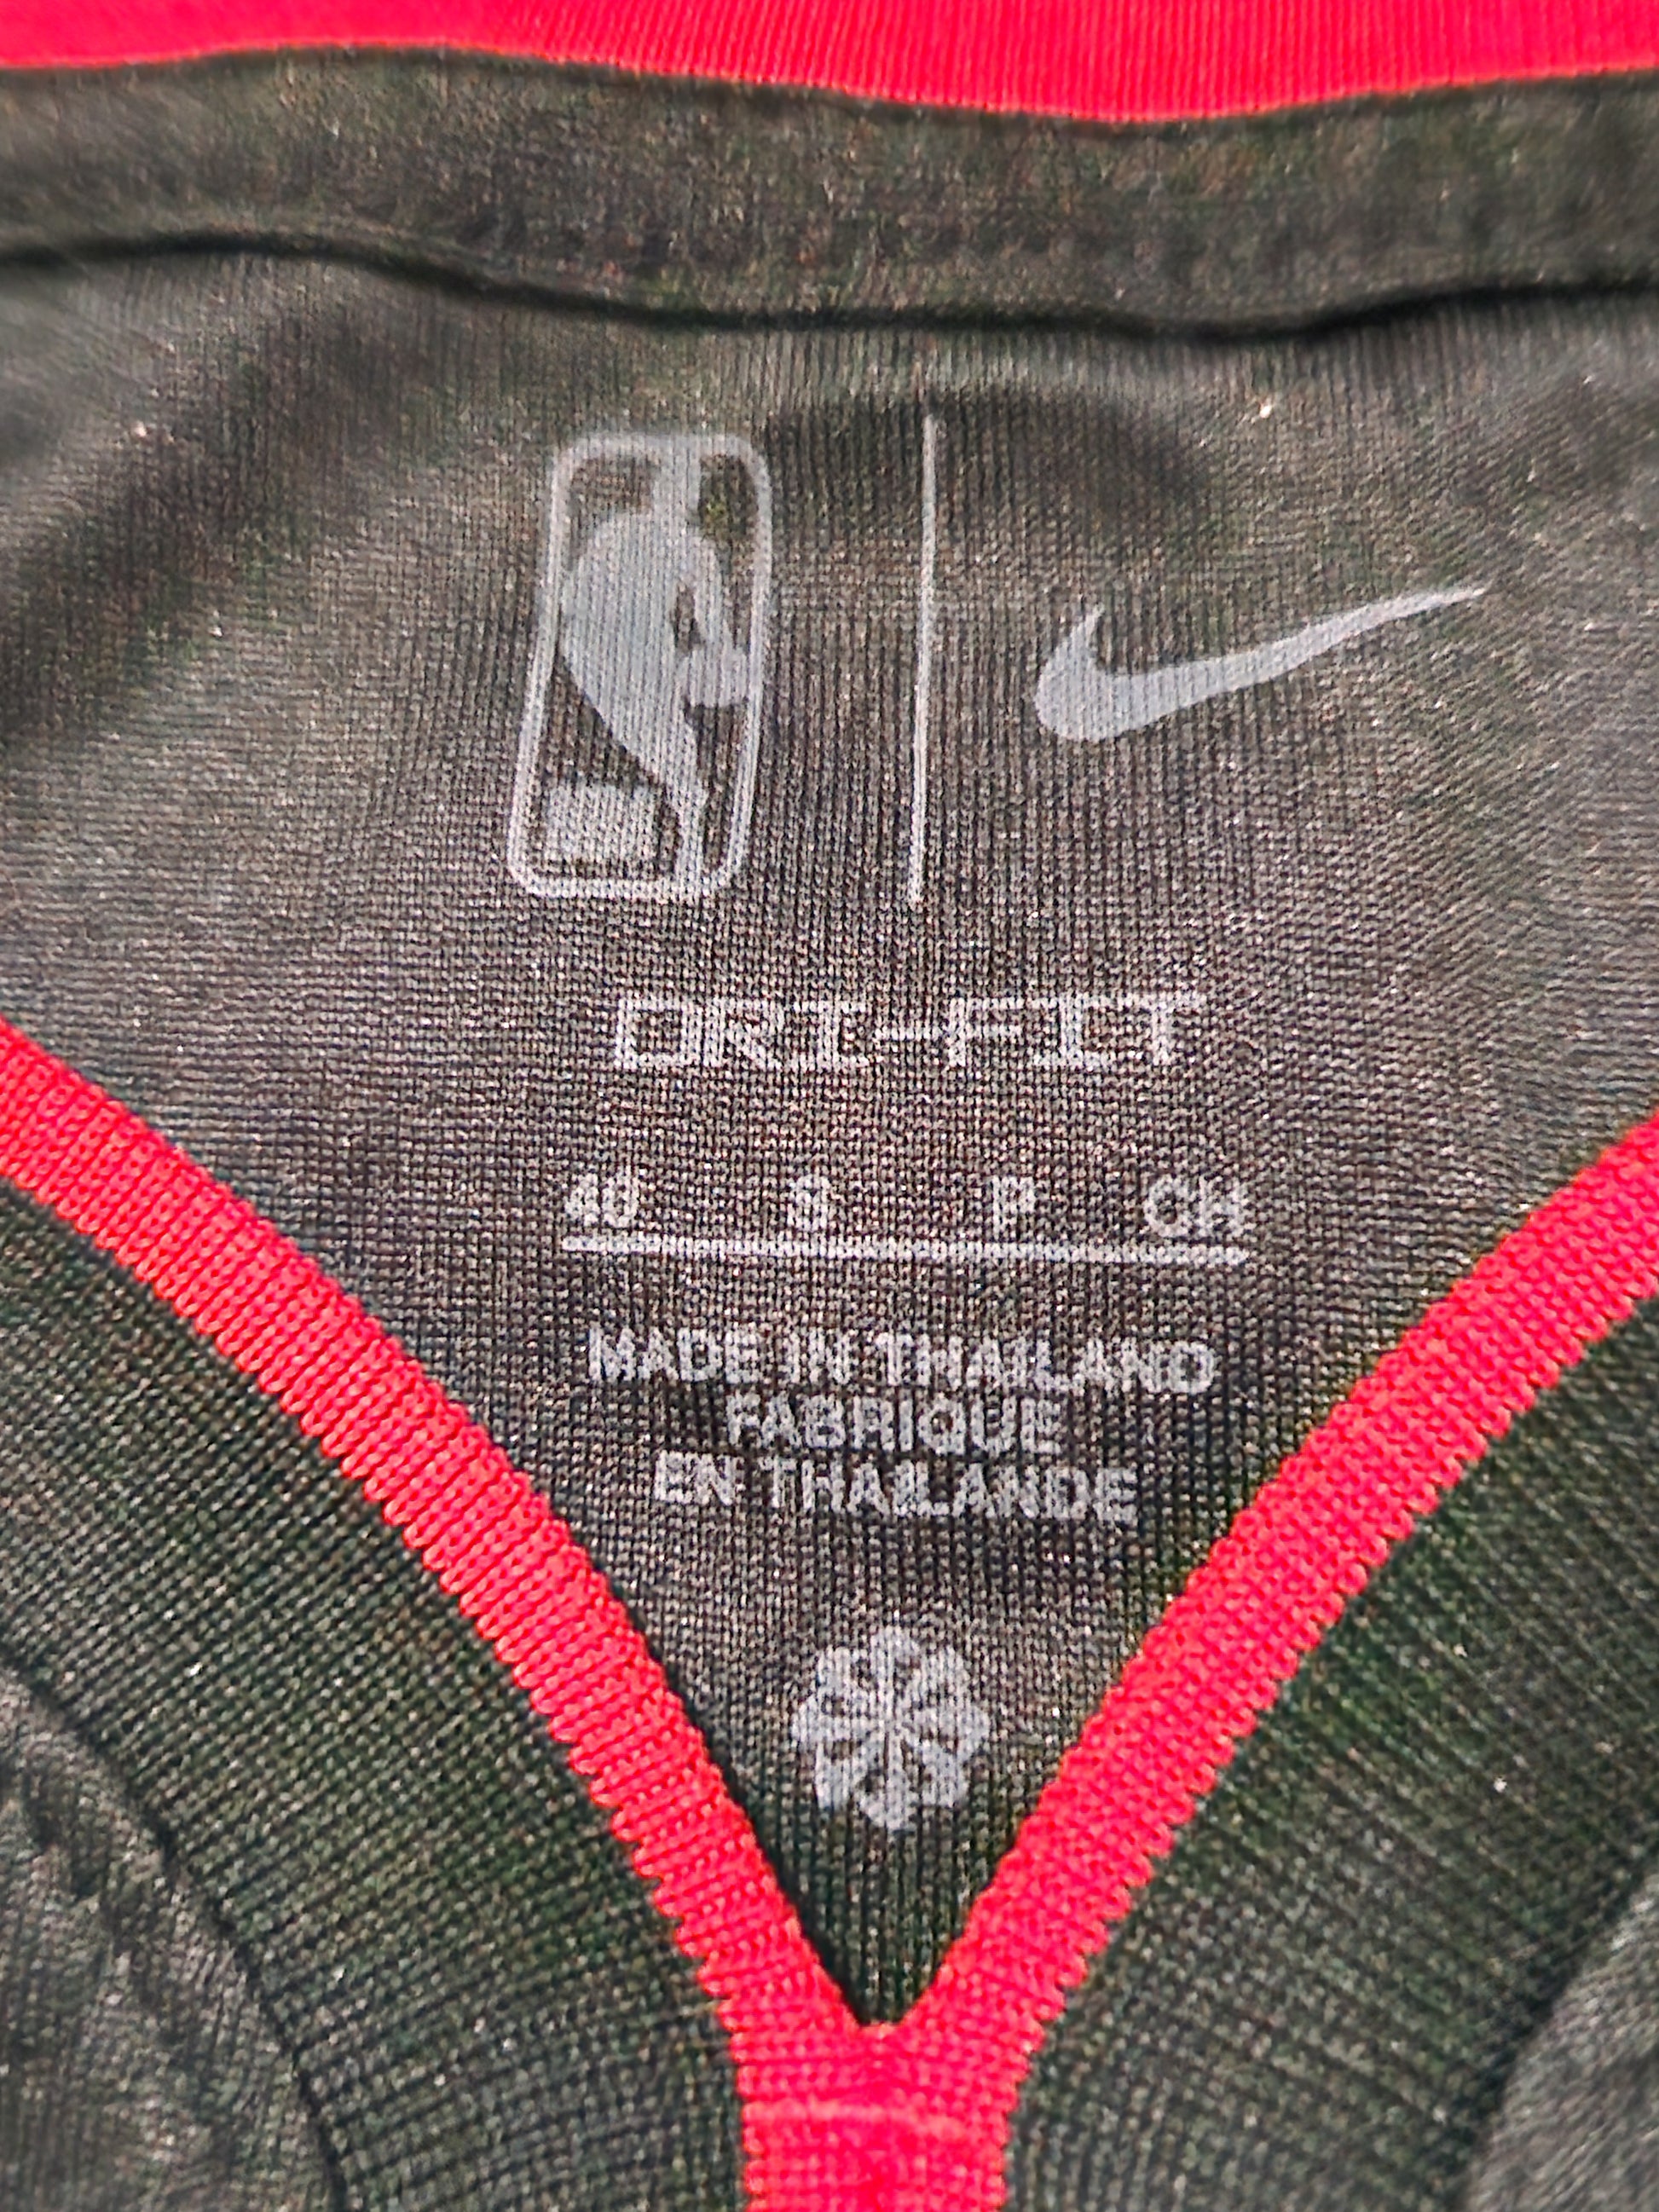 DRI-FIT
40 S P CH
MADE IN THAILAND
FABRIQUE
EN THAILANDE